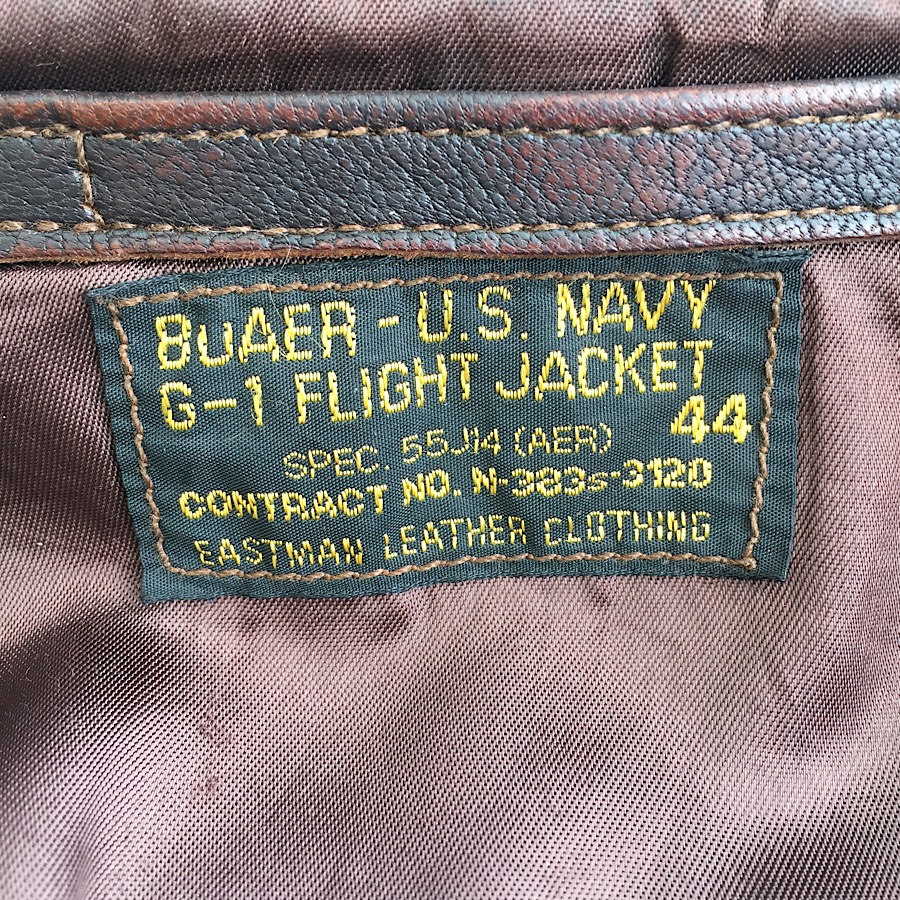 BUAER - U.S. NAVY
G-1 FLIGHT JACKET
44
SPEC. 55J14 (AER)
CONTRACT NO. N-383s-3120
EASTMAN LEATHER CLOTHING